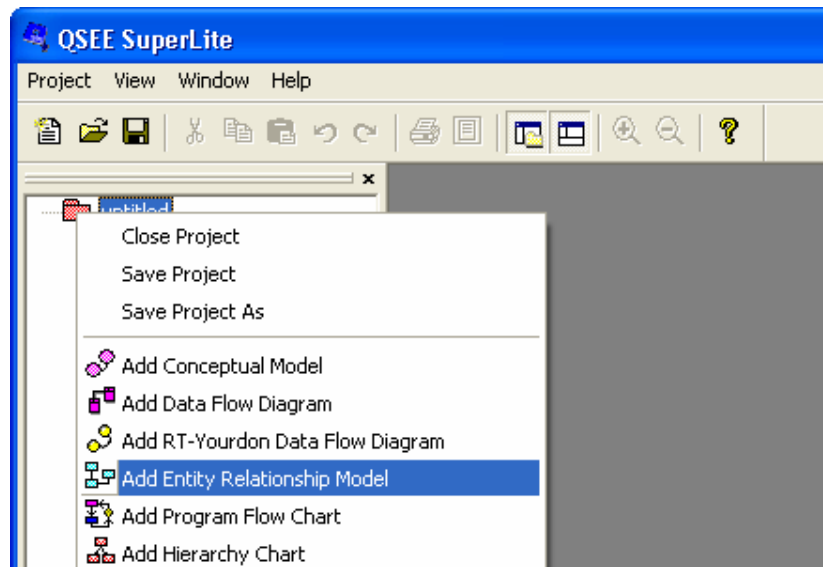 QSEE SuperLite
Project View Window Help
untitled
Close Project
Save Project
Save Project As
Add Conceptual Model
Add Data Flow Diagram
Add RT-Yourdon Data Flow Diagram
Add Entity Relationship Model
Add Program Flow Chart
Add Hierarchy Chart